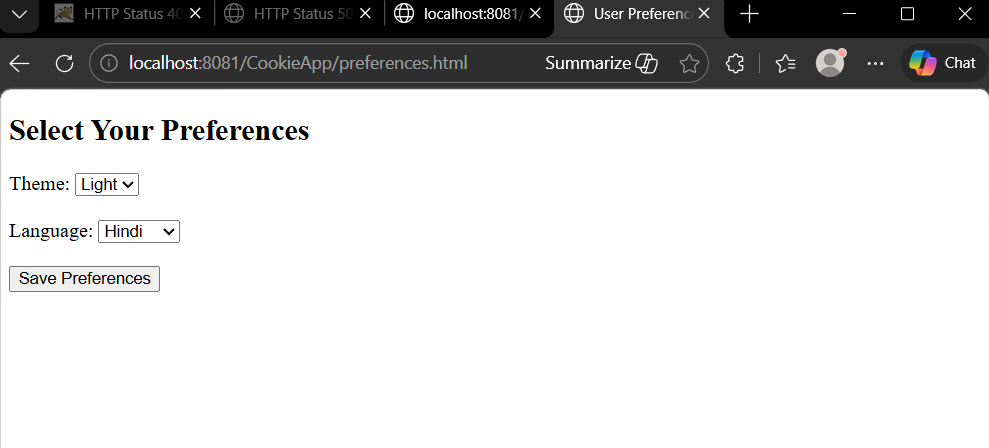 HTTP Status 40
HTTP Status 50
localhost:8081/
User Preferenc
localhost:8081/CookieApp/preferences.html
Summarize
Chat
Select Your Preferences
Theme: Light
Language: Hindi
Save Preferences